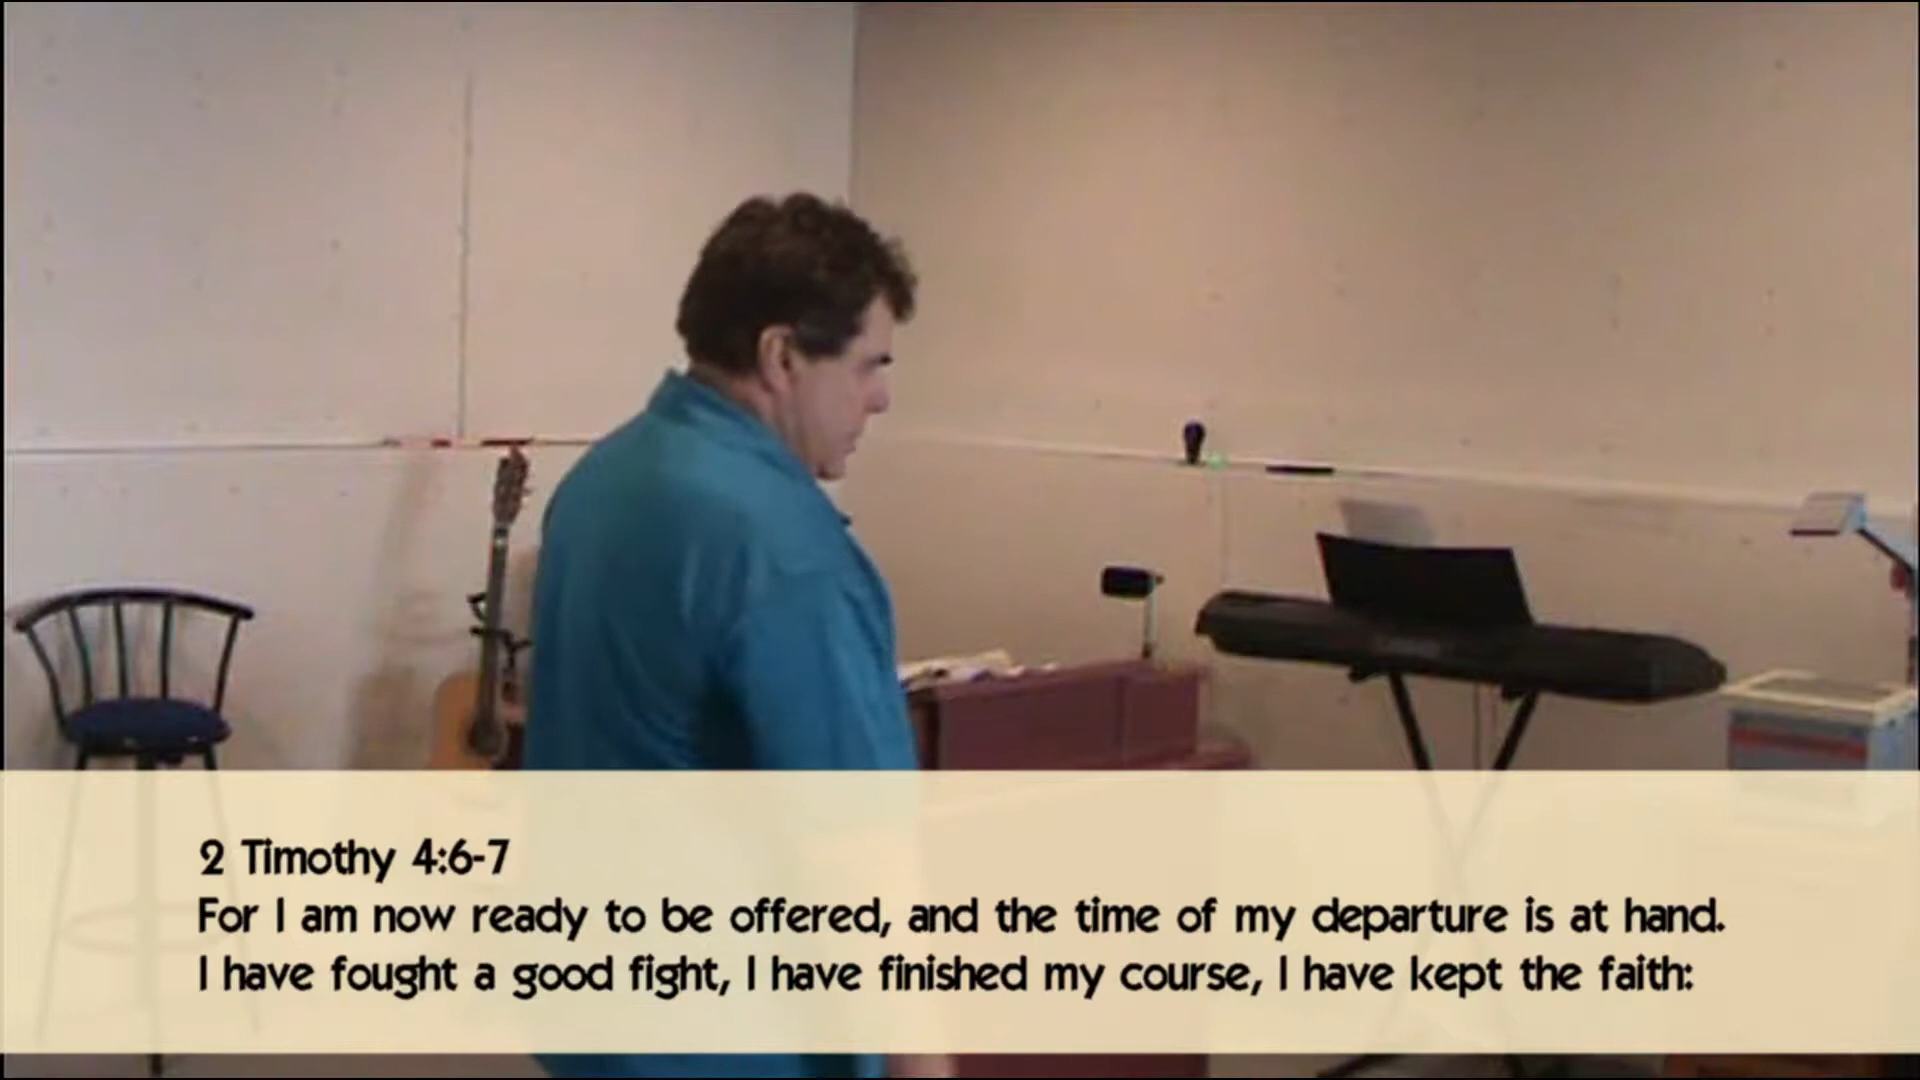 2 Timothy 4:6-7
For I am now ready to be offered, and the time of my departure is at hand.
I have fought a good fight, I have finished my course, I have kept the faith: